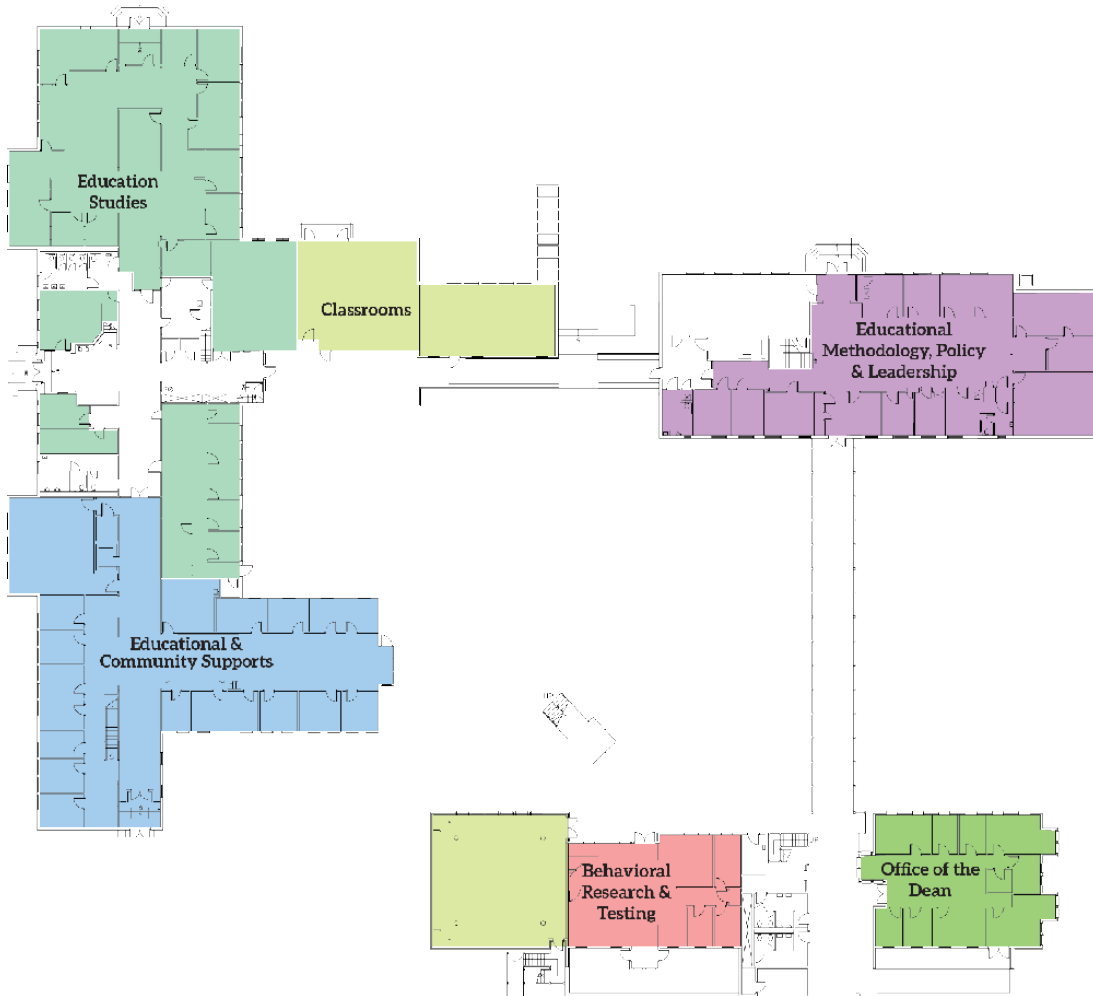 Education
Studies
Classrooms
Educational
Methodology, Policy
& Leadership
Educational &
Community Supports
Behavioral
Research &
Testing
Office of the
Dean